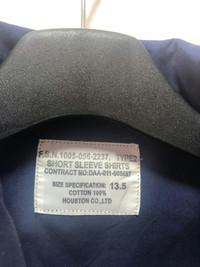 F.S.N.1005-056-2237, TYPE2
SHORT SLEEVE SHIRTS
CONTRACT NO:DAA-011-005687
SIZE SPECIFICATION: 13.5
COTTON 100%
HOUSTON CO.,LTD